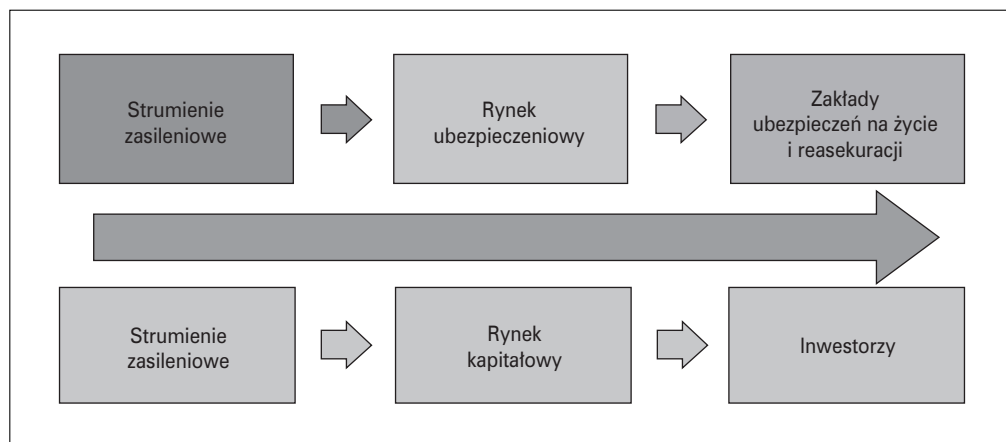 Strumienie
zasileniowe
Rynek
ubezpieczeniowy
Zakłady
ubezpieczeń na życie
i reasekuracji
Strumienie
zasileniowe
Rynek
kapitałowy
Inwestorzy